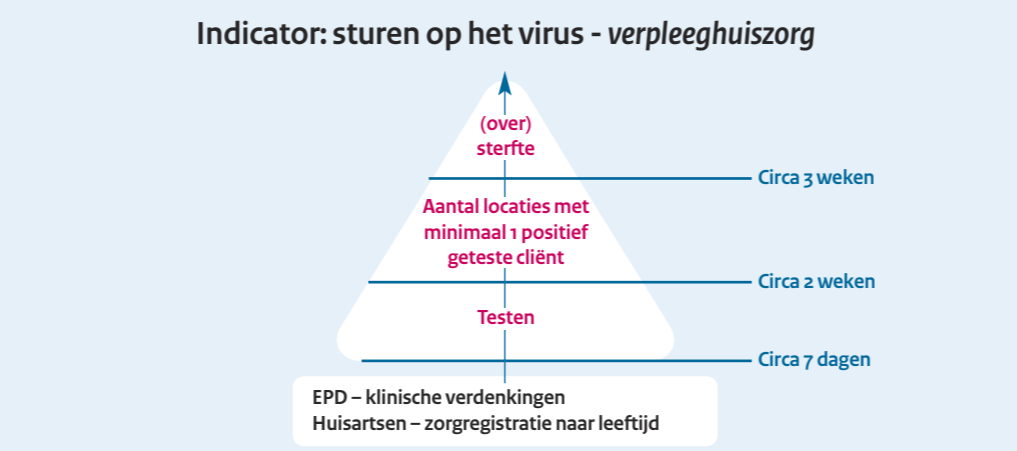 Indicator: sturen op het virus - verpleeghuiszorg
(over)
sterfte
Circa 3 weken
Aantal locaties met
minimaal 1 positief
geteste cliënt
Circa 2 weken
Testen
Circa 7 dagen
EPD – klinische verdenkingen
Huisartsen – zorgregistratie naar leeftijd